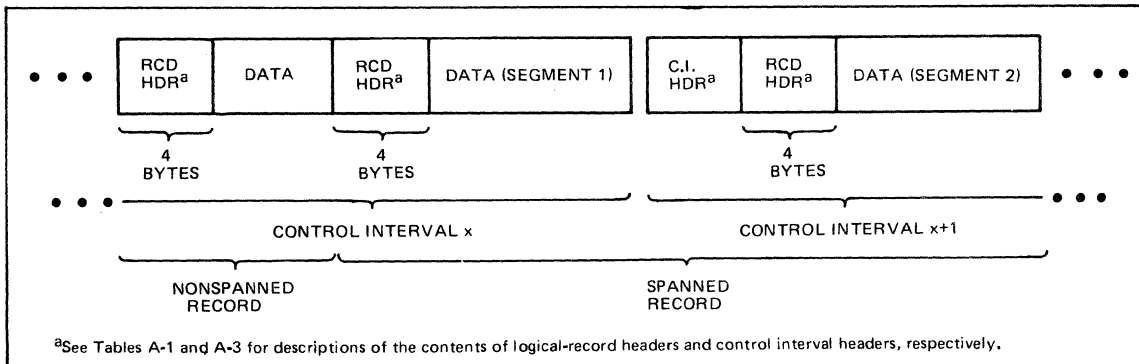 RCD HDRa
DATA
RCD HDRa
DATA (SEGMENT 1)
C.I. HDRa
RCD HDRa
DATA (SEGMENT 2)
4 BYTES
4 BYTES
4 BYTES
CONTROL INTERVAL x
CONTROL INTERVAL x+1
NONSPANNED RECORD
SPANNED RECORD
aSee Tables A-1 and A-3 for descriptions of the contents of logical-record headers and control interval headers, respectively.